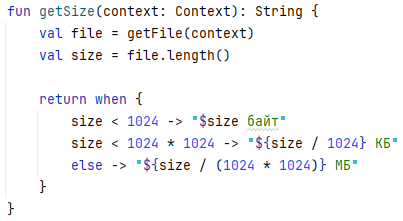 fun getSize(context: Context): String {
    val file = getFile(context)
    val size = file.length()

    return when {
        size < 1024 -> "$size байт"
        size < 1024 * 1024 -> "${size / 1024} КБ"
        else -> "${size / (1024 * 1024)} МБ"
    }
}